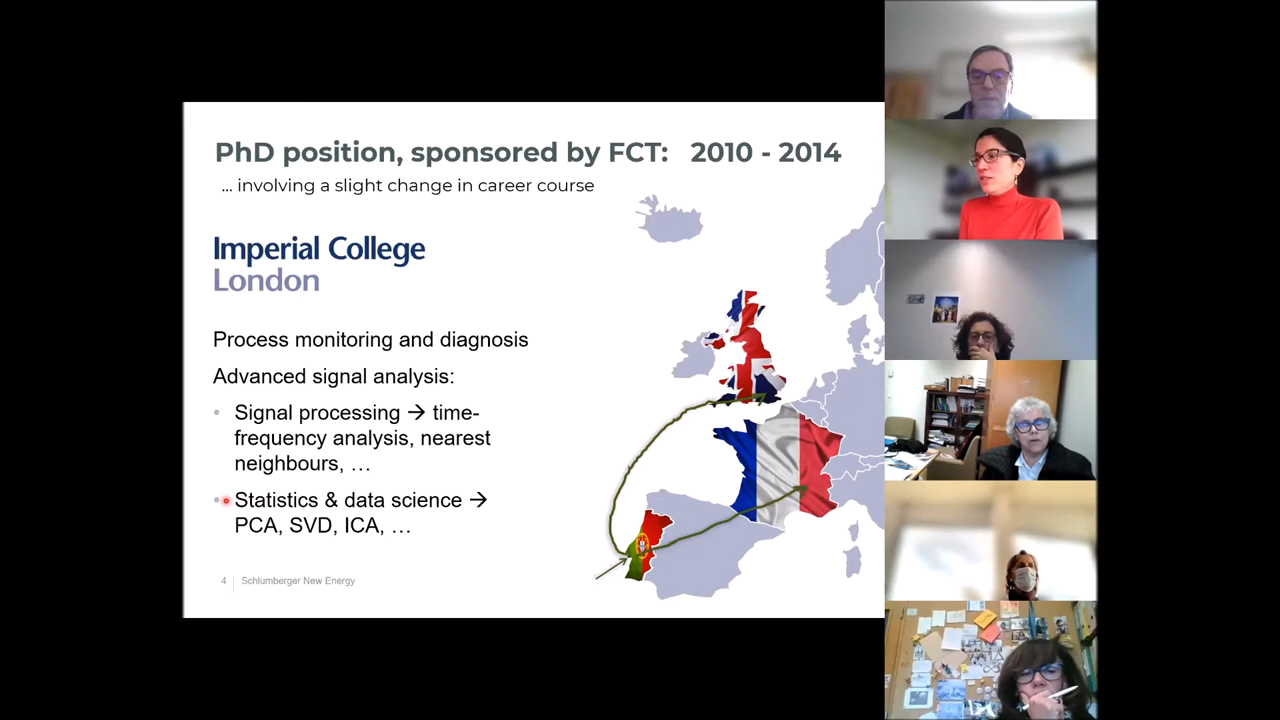 PhD position, sponsored by FCT: 2010 - 2014
... involving a slight change in career course
Imperial College
London
Process monitoring and diagnosis
Advanced signal analysis:
• Signal processing → time-
frequency analysis, nearest
neighbours, …
• Statistics & data science →
PCA, SVD, ICA, …
4 Schlumberger New Energy